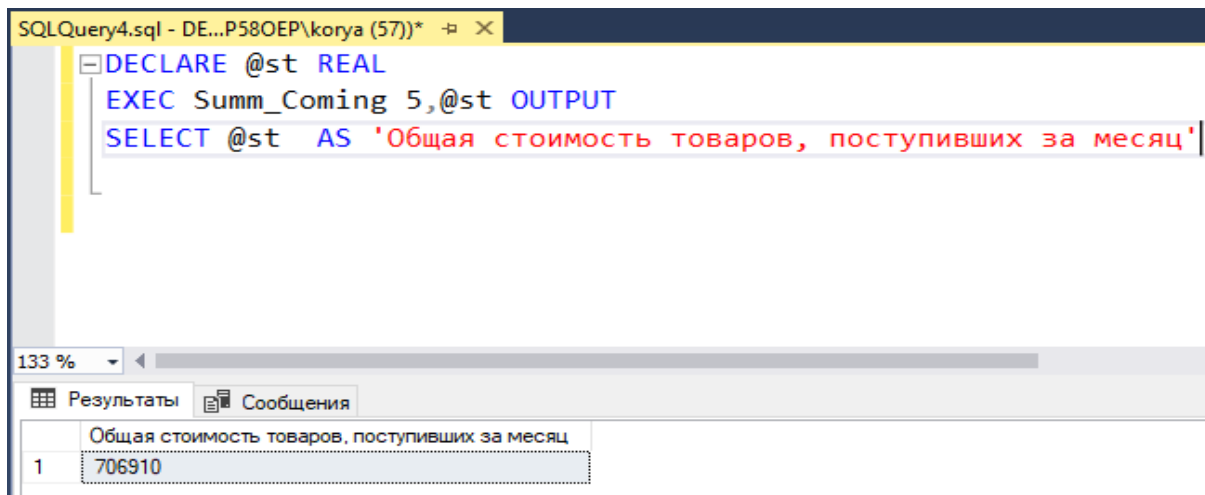 SQLQuery4.sql - DE...P58OEP\korya (57))*
DECLARE @st REAL
EXEC Summ_Coming 5,@st OUTPUT
SELECT @st  AS 'Общая стоимость товаров, поступивших за месяц'
133 %
Результаты Сообщения
Общая стоимость товаров, поступивших за месяц
1 706910